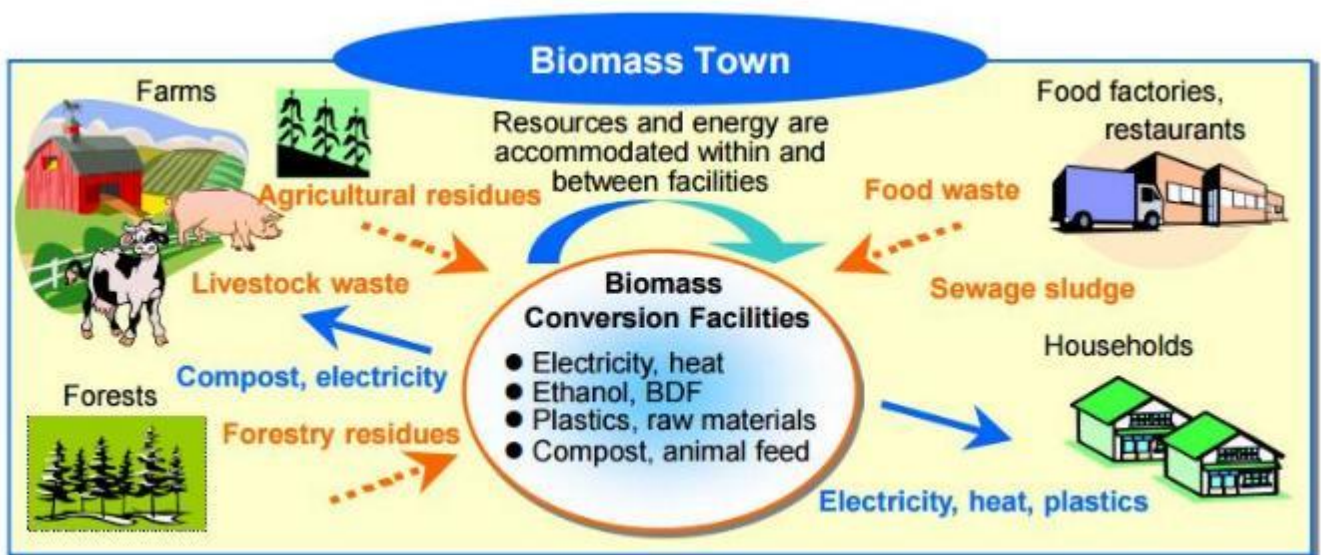 Biomass Town
Farms
Agricultural residues
Livestock waste
Compost, electricity
Forests
Forestry residues
Resources and energy are
accommodated within and
between facilities
Biomass
Conversion Facilities
● Electricity, heat
● Ethanol, BDF
● Plastics, raw materials
● Compost, animal feed
Food factories,
restaurants
Food waste
Sewage sludge
Households
Electricity, heat, plastics